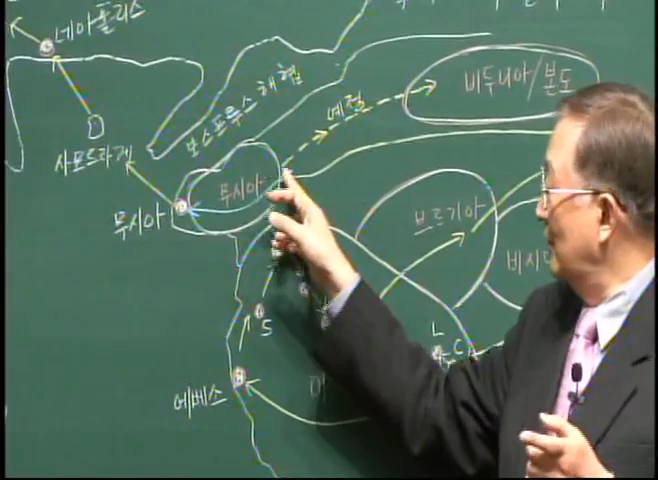 네아폴리스
보스포루스 해협
예정
비두니아/본도
사모드라게
무시아
무시아
브르기아
비시디
S
L
C
에베소